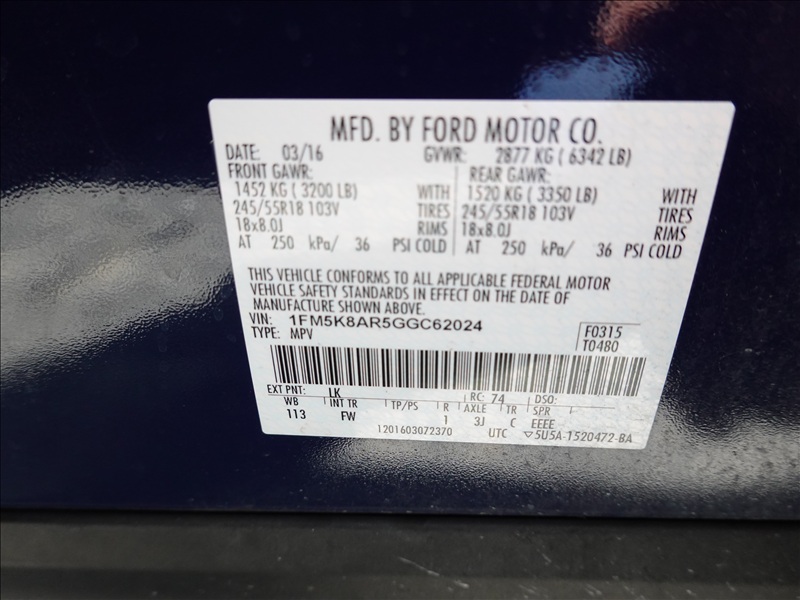 MFD. BY FORD MOTOR CO.
DATE: 03/16 GVWR: 2877 KG ( 6342 LB)
FRONT GAWR: REAR GAWR:
1452 KG ( 3200 LB) WITH 1520 KG ( 3350 LB) WITH
245/55R18 103V TIRES 245/55R18 103V TIRES
18x8.0J RIMS 18x8.0J RIMS
AT 250 kPa/ 36 PSI COLD AT 250 kPa/ 36 PSI COLD
THIS VEHICLE CONFORMS TO ALL APPLICABLE FEDERAL MOTOR
VEHICLE SAFETY STANDARDS IN EFFECT ON THE DATE OF
MANUFACTURE SHOWN ABOVE.
VIN: 1FM5K8AR5GGC62024 F0315
TYPE: MPV T0480
EXT PNT: LK RC: 74 DSO:
WB INT TR TP/PS R AXLE TR SPR
113 FW 1 3J C EEEE
1201603072370 UTC ▽5U5A-1520472-BA